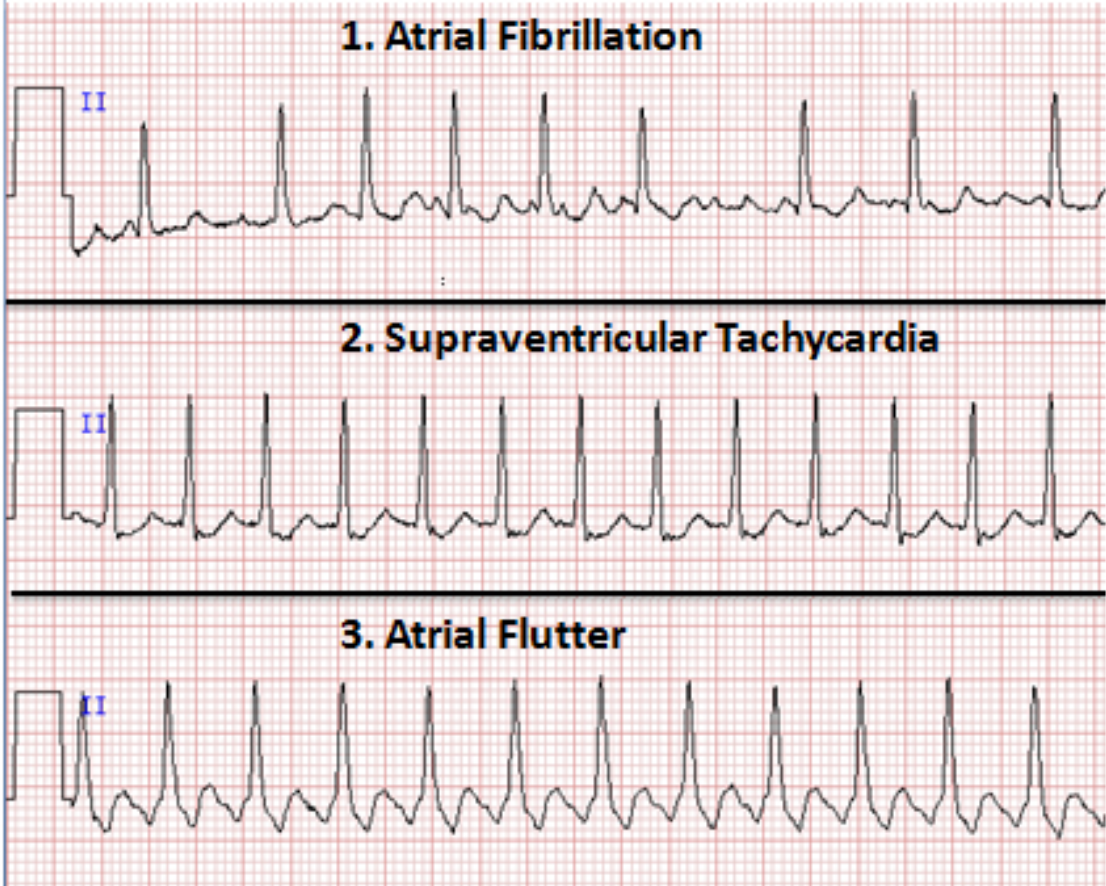 1. Atrial Fibrillation
II
:
2. Supraventricular Tachycardia
II
3. Atrial Flutter
II